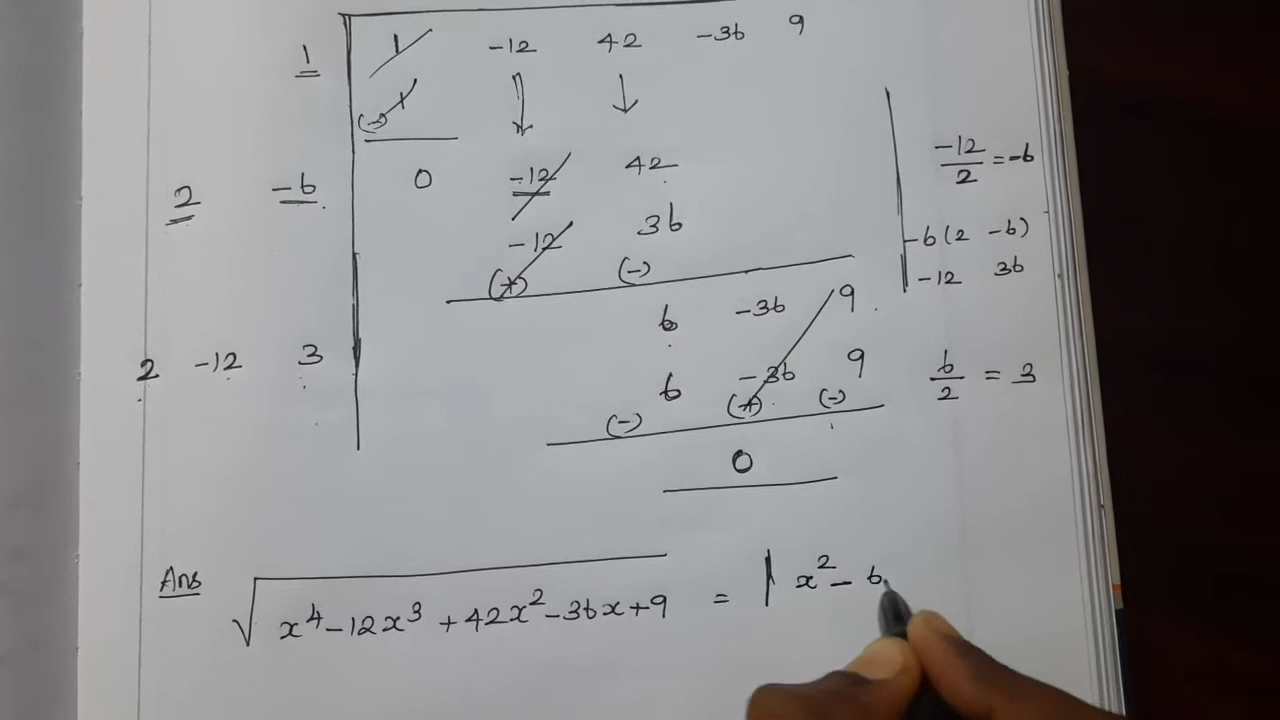 1 1 -12 42 -36 9
(-) 1
2 -6 0 -12 42
-12 36
(+) (-)
2 -12 3 6 -36 9
6 -36 9
(-) (+) (-)
0
-12/2 = -6
-6(2 -6)
-12 36
6/2 = 3
Ans √(x⁴-12x³+42x²-36x+9) = | x² - 6